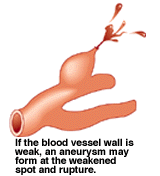 If the blood vessel wall is
weak, an aneurysm may
form at the weakened
spot and rupture.